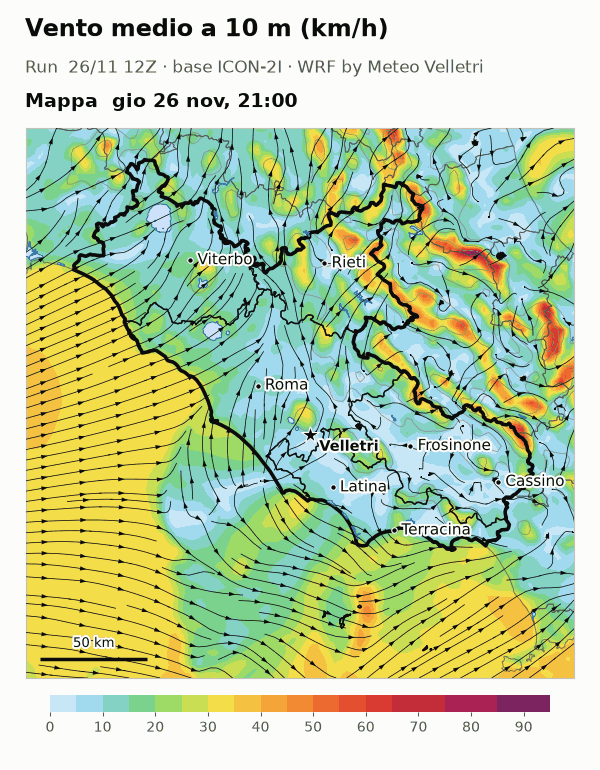 Vento medio a 10 m (km/h)
Run  26/11 12Z · base ICON-2I · WRF by Meteo Velletri
Mappa  gio 26 nov, 21:00
Viterbo
Rieti
Roma
Velletri
Frosinone
Cassino
Latina
Terracina
50 km
0 10 20 30 40 50 60 70 80 90